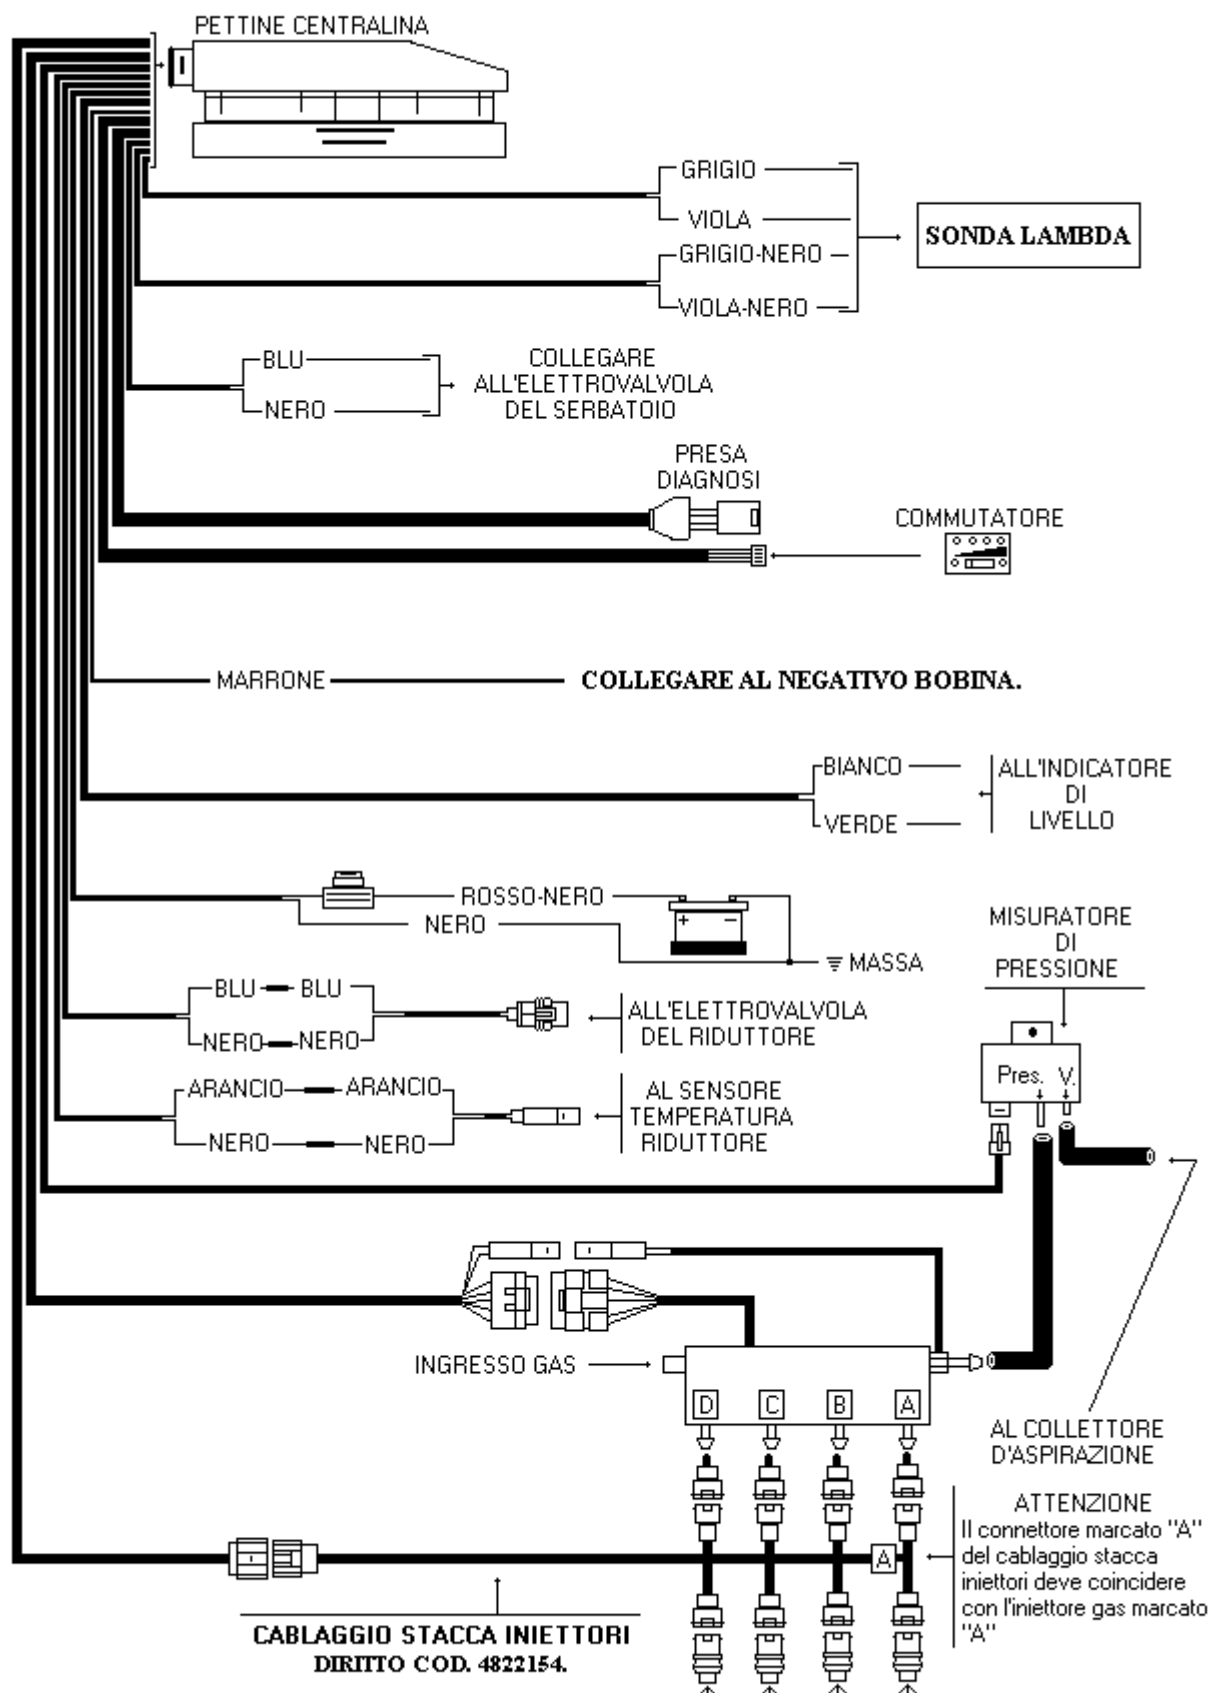 PETTINE CENTRALINA
GRIGIO
VIOLA
SONDA LAMBDA
GRIGIO-NERO
VIOLA-NERO
BLU
NERO
COLLEGARE
ALL'ELETTROVALVOLA
DEL SERBATOIO
PRESA
DIAGNOSI
COMMUTATORE
MARRONE
COLLEGARE AL NEGATIVO BOBINA.
BIANCO
VERDE
ALL'INDICATORE
DI
LIVELLO
ROSSO-NERO
NERO
+ −
MASSA
MISURATORE
DI
PRESSIONE
Pres. V.
BLU BLU
NERO NERO
ALL'ELETTROVALVOLA
DEL RIDUTTORE
ARANCIO ARANCIO
NERO NERO
AL SENSORE
TEMPERATURA
RIDUTTORE
INGRESSO GAS
D C B A
AL COLLETTORE
D'ASPIRAZIONE
ATTENZIONE
Il connettore marcato "A"
del cablaggio stacca
iniettori deve coincidere
con l'iniettore gas marcato
"A"
A
CABLAGGIO STACCA INIETTORI
DIRITTO COD. 4822154.